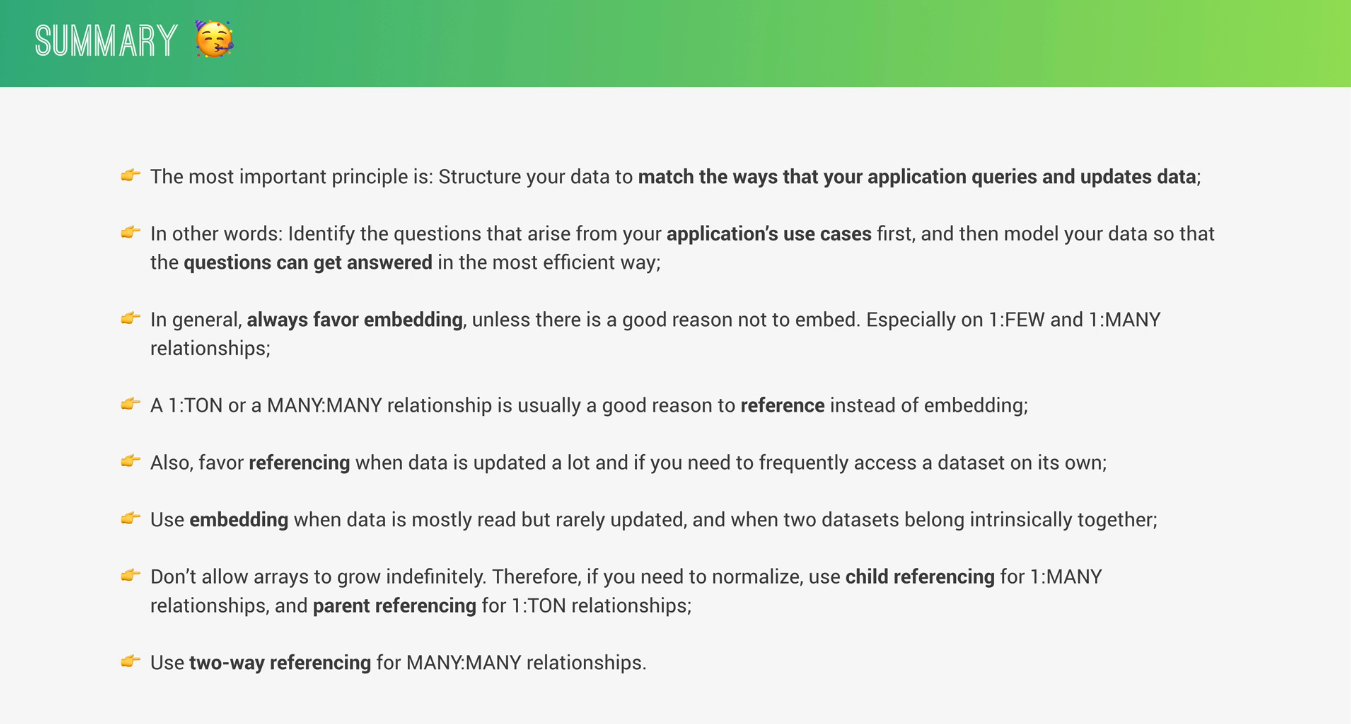 SUMMARY 🥳
👉 The most important principle is: Structure your data to match the ways that your application queries and updates data;
👉 In other words: Identify the questions that arise from your application’s use cases first, and then model your data so that
the questions can get answered in the most efficient way;
👉 In general, always favor embedding, unless there is a good reason not to embed. Especially on 1:FEW and 1:MANY
relationships;
👉 A 1:TON or a MANY:MANY relationship is usually a good reason to reference instead of embedding;
👉 Also, favor referencing when data is updated a lot and if you need to frequently access a dataset on its own;
👉 Use embedding when data is mostly read but rarely updated, and when two datasets belong intrinsically together;
👉 Don’t allow arrays to grow indefinitely. Therefore, if you need to normalize, use child referencing for 1:MANY
relationships, and parent referencing for 1:TON relationships;
👉 Use two-way referencing for MANY:MANY relationships.